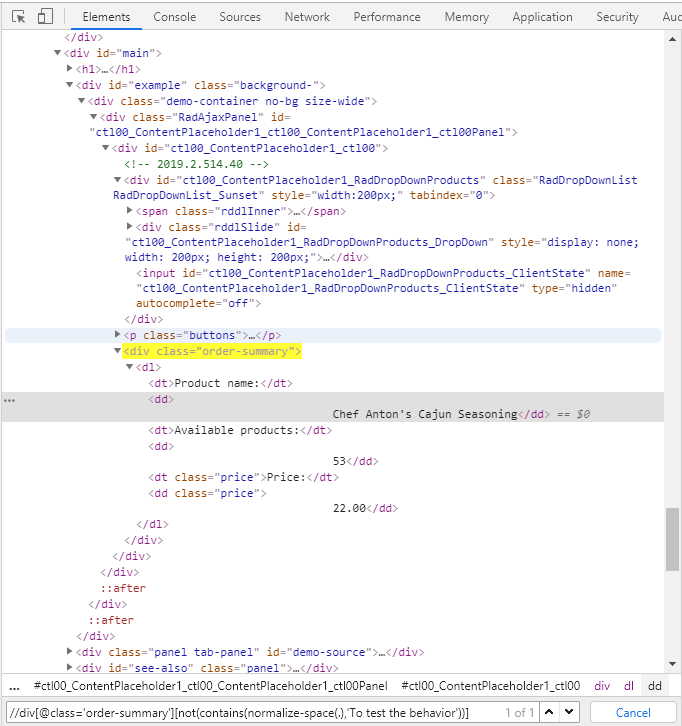 Elements Console Sources Network Performance Memory Application Security Aud
</div>
<div id="main">
<h1>…</h1>
<div id="example" class="background-">
<div class="demo-container no-bg size-wide">
<div class="RadAjaxPanel" id=
"ctl00_ContentPlaceholder1_ctl00_ContentPlaceholder1_ctl00Panel">
<div id="ctl00_ContentPlaceholder1_ctl00">
<!-- 2019.2.514.40 -->
<div id="ctl00_ContentPlaceholder1_RadDropDownProducts" class="RadDropDownList
RadDropDownList_Sunset" style="width:200px;" tabindex="0">
<span class="rddlInner">…</span>
<div class="rddlSlide" id=
"ctl00_ContentPlaceholder1_RadDropDownProducts_DropDown" style="display: none;
width: 200px; height: 200px;">…</div>
<input id="ctl00_ContentPlaceholder1_RadDropDownProducts_ClientState" name=
"ctl00_ContentPlaceholder1_RadDropDownProducts_ClientState" type="hidden"
autocomplete="off">
</div>
<p class="buttons">…</p>
<div class="order-summary">
<dl>
<dt>Product name:</dt>
… <dd>
Chef Anton's Cajun Seasoning</dd> == $0
<dt>Available products:</dt>
<dd>
53</dd>
<dt class="price">Price:</dt>
<dd class="price">
22.00</dd>
</dl>
</div>
</div>
</div>
::after
</div>
::after
</div>
<div class="panel tab-panel" id="demo-source">…</div>
<div id="see-also" class="panel">…</div>
… #ctl00_ContentPlaceholder1_ctl00_ContentPlaceholder1_ctl00Panel #ctl00_ContentPlaceholder1_ctl00 div dl dd
//div[@class='order-summary'][not(contains(normalize-space(.),'To test the behavior'))] 1 of 1 Cancel